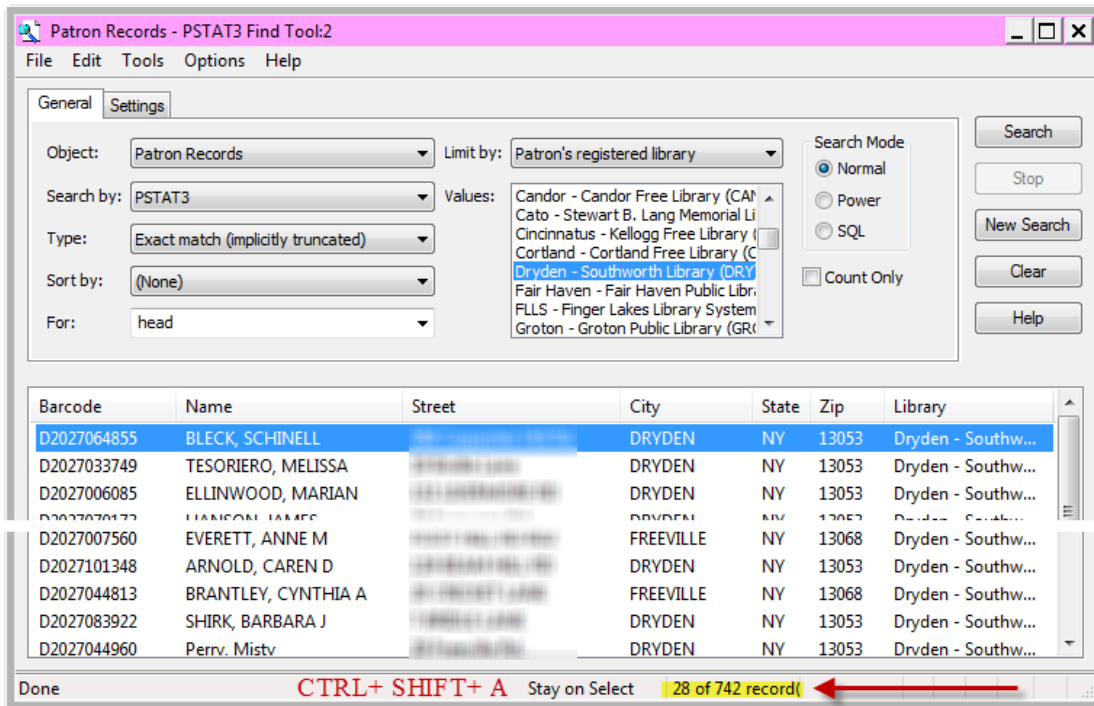 Patron Records - PSTAT3 Find Tool:2
File Edit Tools Options Help
General Settings
Object: Patron Records Limit by: Patron's registered library Search Mode Search
Normal
Search by: PSTAT3 Values: Candor - Candor Free Library (CAN Power Stop
Cato - Stewart B. Lang Memorial Li
Type: Exact match (implicitly truncated) Cincinnatus - Kellogg Free Library ( SQL New Search
Cortland - Cortland Free Library (C
Sort by: (None) Dryden - Southworth Library (DRY Count Only Clear
Fair Haven - Fair Haven Public Libra
For: head FLLS - Finger Lakes Library System Help
Groton - Groton Public Library (GRO
Barcode Name Street City State Zip Library
D2027064855 BLECK, SCHINELL DRYDEN NY 13053 Dryden - Southw...
D2027033749 TESORIERO, MELISSA DRYDEN NY 13053 Dryden - Southw...
D2027006085 ELLINWOOD, MARIAN DRYDEN NY 13053 Dryden - Southw...
HANSON, JAMES DRYDEN NY 13053 Dryden - Southw...
D2027007560 EVERETT, ANNE M FREEVILLE NY 13068 Dryden - Southw...
D2027101348 ARNOLD, CAREN D DRYDEN NY 13053 Dryden - Southw...
D2027044813 BRANTLEY, CYNTHIA A FREEVILLE NY 13068 Dryden - Southw...
D2027083922 SHIRK, BARBARA J DRYDEN NY 13053 Dryden - Southw...
D2027044960 Perry, Misty DRYDEN NY 13053 Dryden - Southw...
Done CTRL+ SHIFT+ A Stay on Select 28 of 742 record(